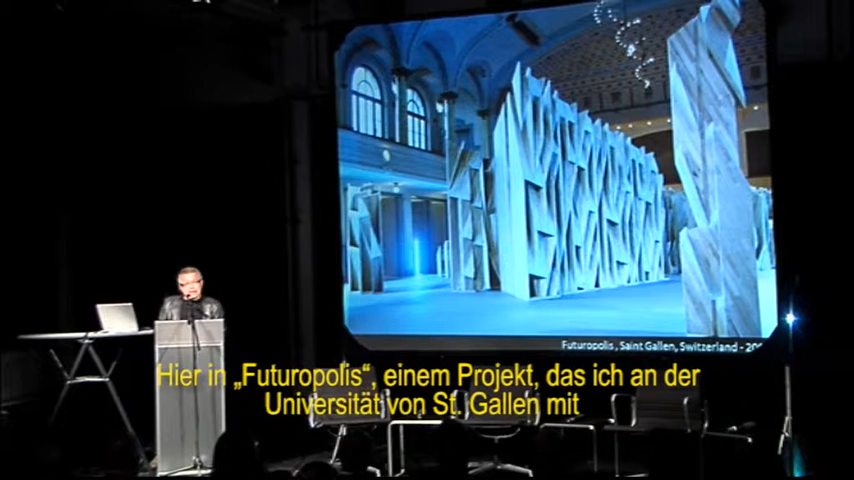 Futuropolis, Saint Gallen, Switzerland - 
Hier in „Futuropolis“, einem Projekt, das ich an der
Universität von St. Gallen mit